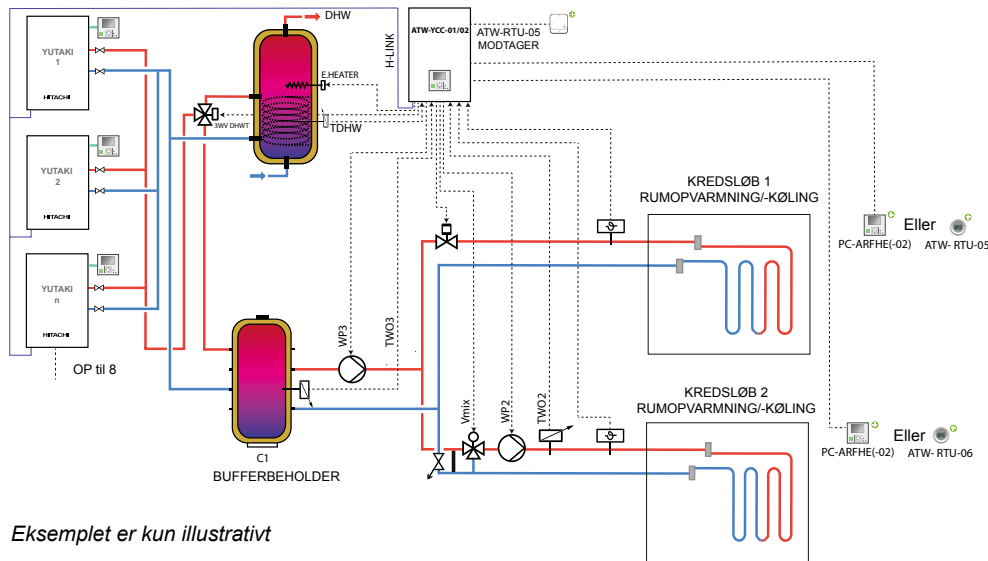 DHW
YUTAKI
1
HITACHI
YUTAKI
2
HITACHI
YUTAKI
n
HITACHI
OP til 8
H-LINK
E.HEATER
3WV DHWT
TDHW
ATW-YCC-01/02
ATW-RTU-05
MODTAGER
KREDSLØB 1
RUMOPVARMNING/-KØLING
PC-ARFHE(-02)
Eller
ATW- RTU-05
WP3
TWO3
C1
BUFFERBEHOLDER
Vmix
WP2
TWO2
KREDSLØB 2
RUMOPVARMNING/-KØLING
PC-ARFHE(-02)
Eller
ATW- RTU-06
Eksemplet er kun illustrativt